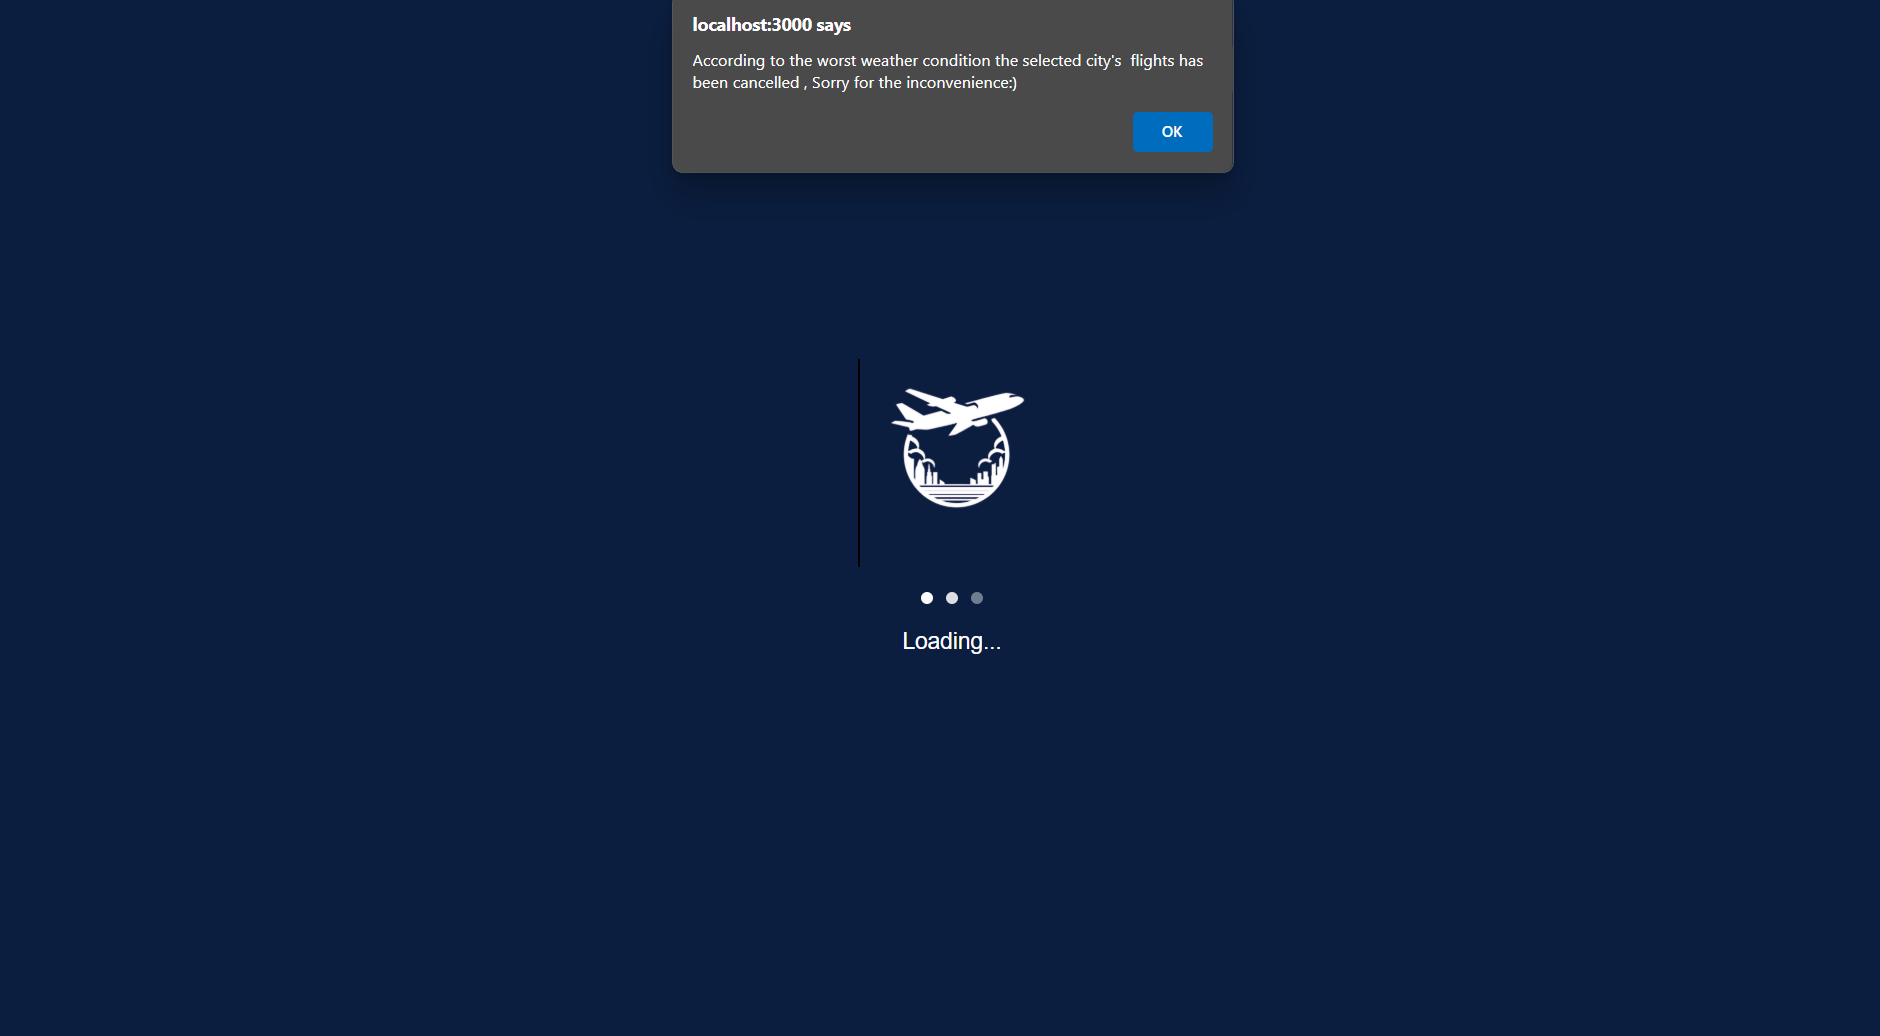 localhost:3000 says
According to the worst weather condition the selected city's  flights has
been cancelled , Sorry for the inconvenience:)
OK
Loading...